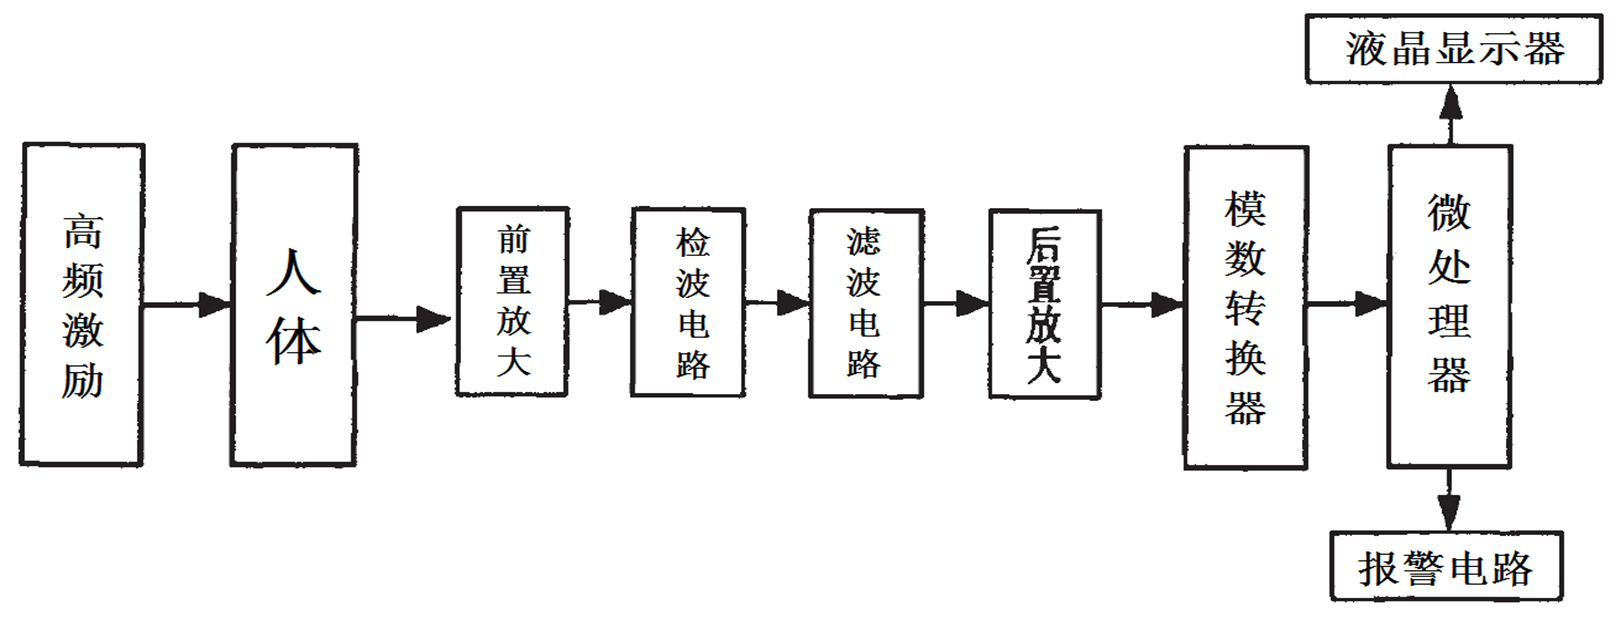 液晶显示器
高频激励
人体
前置放大
检波电路
滤波电路
后置放大
模数转换器
微处理器
报警电路